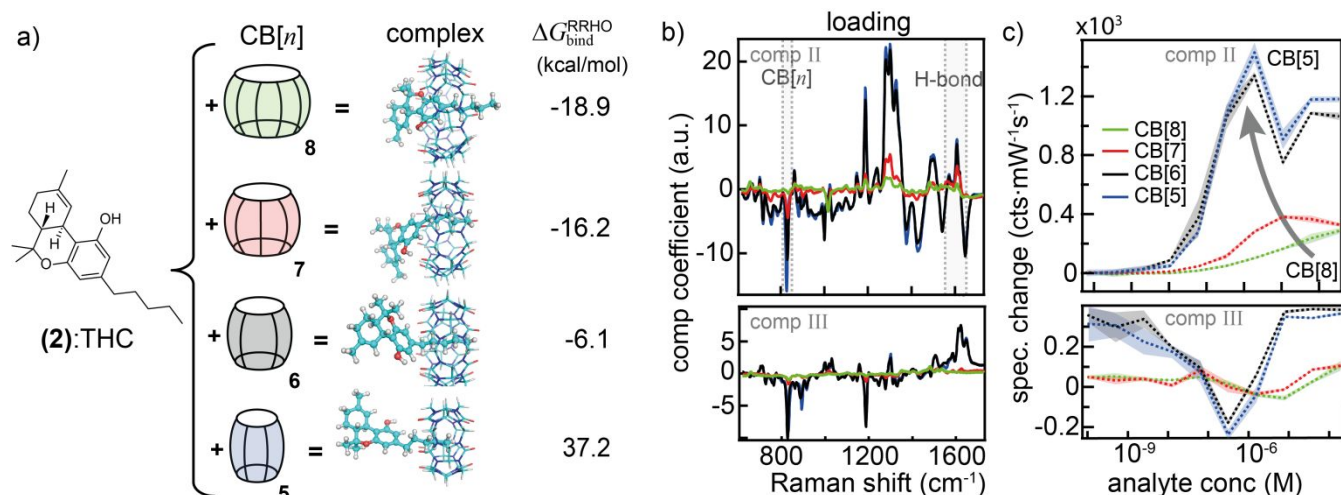 a)
CB[n]
complex
ΔG_bind^RRHO
(kcal/mol)
+ = -18.9
8
+ = -16.2
7
+ = -6.1
6
+ = 37.2
5
H
H
OH
O
(2):THC
b)
loading
comp II
CB[n]
H-bond
comp coefficient (a.u.)
20
10
0
-10
comp III
0
-5
800 1200 1600
Raman shift (cm⁻¹)
c)
x10³
comp II
CB[5]
CB[8]
CB[7]
CB[6]
CB[5]
CB[8]
spec. change (cts·mW⁻¹s⁻¹)
1.2
0.8
0.4
0
comp III
0.2
0
-0.2
10⁻⁹ 10⁻⁶
analyte conc (M)